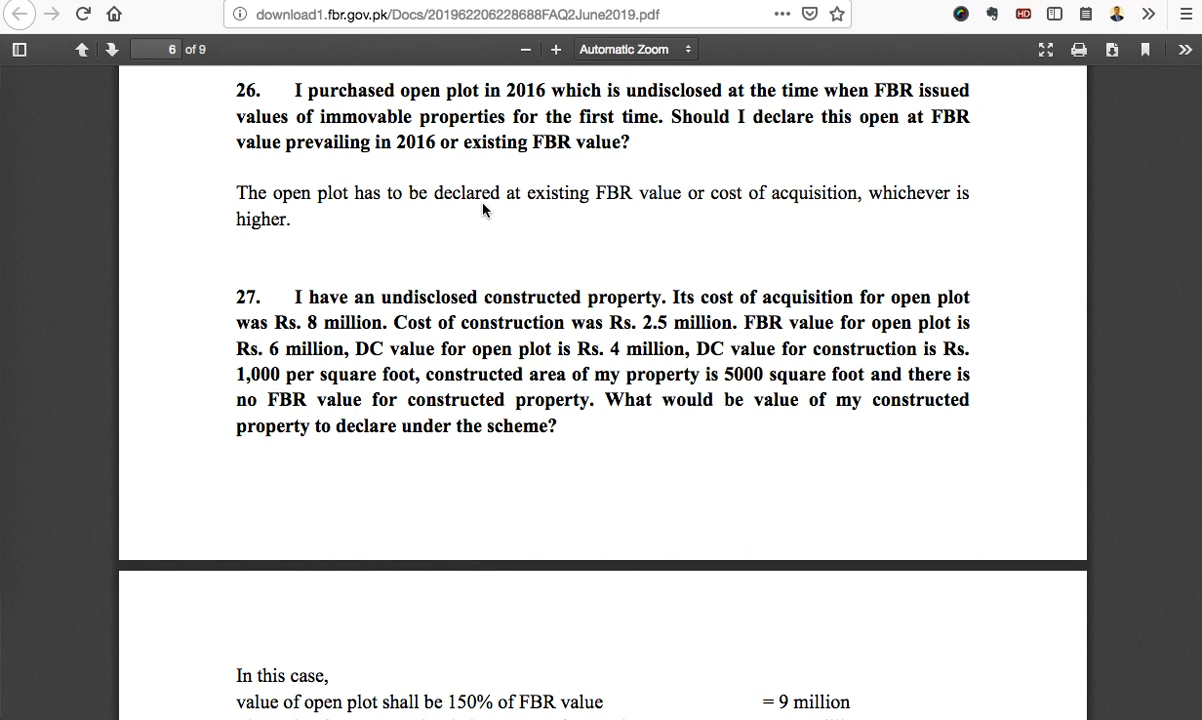 download1.fbr.gov.pk/Docs/201962206228688FAQ2June2019.pdf
HD
6 of 9
Automatic Zoom
26. I purchased open plot in 2016 which is undisclosed at the time when FBR issued
values of immovable properties for the first time. Should I declare this open at FBR
value prevailing in 2016 or existing FBR value?
The open plot has to be declared at existing FBR value or cost of acquisition, whichever is
higher.
27. I have an undisclosed constructed property. Its cost of acquisition for open plot
was Rs. 8 million. Cost of construction was Rs. 2.5 million. FBR value for open plot is
Rs. 6 million, DC value for open plot is Rs. 4 million, DC value for construction is Rs.
1,000 per square foot, constructed area of my property is 5000 square foot and there is
no FBR value for constructed property. What would be value of my constructed
property to declare under the scheme?
In this case,
value of open plot shall be 150% of FBR value = 9 million